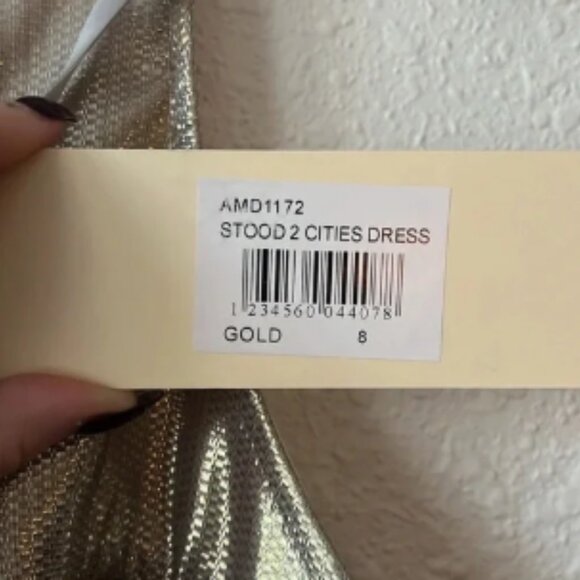 AMD1172
STOOD 2 CITIES DRESS
1 234560 044078
GOLD 8